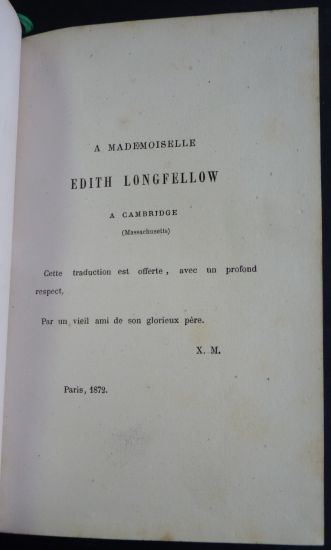 A MADEMOISELLE
EDITH LONGFELLOW
A CAMBRIDGE
(Massachusetts)
Cette traduction est offerte, avec un profond
respect,
Par un vieil ami de son glorieux père.
X. M.
Paris, 1872.